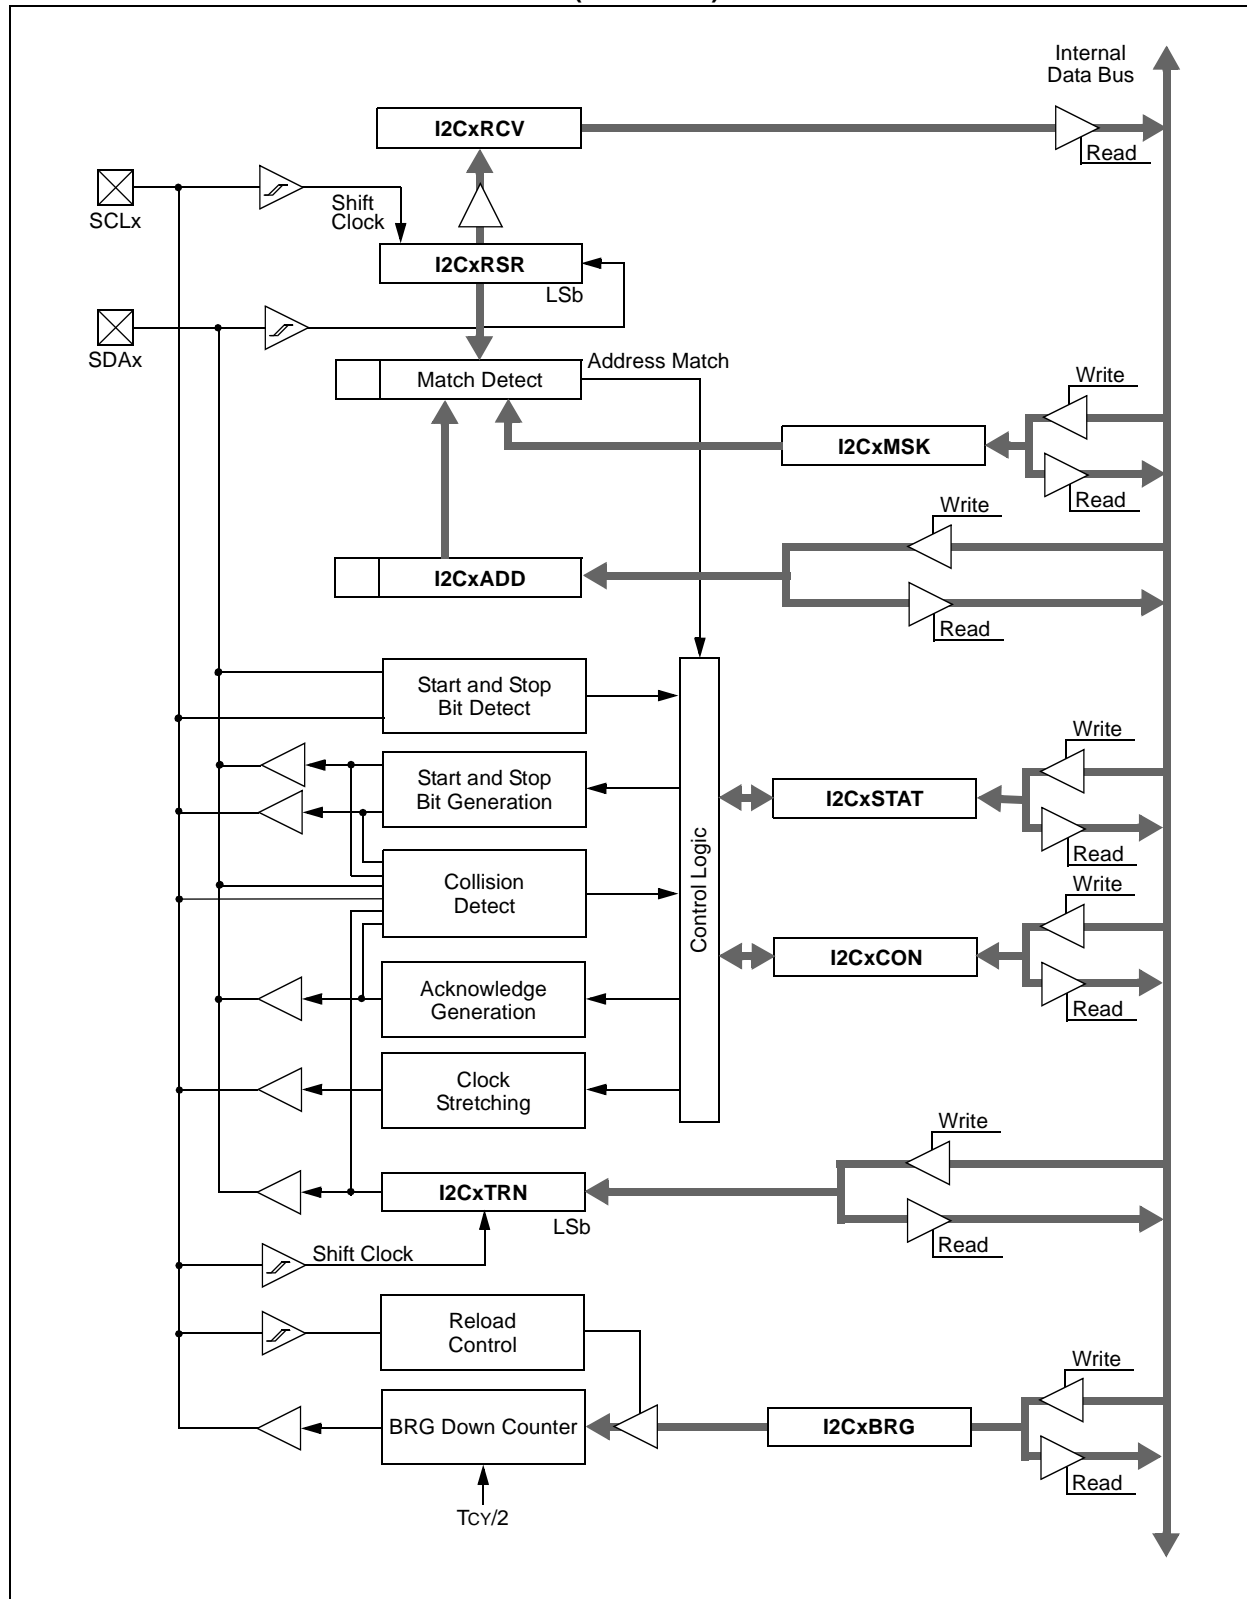 Internal
Data Bus
I2CxRCV
Read
Shift
Clock
SCLx
I2CxRSR
LSb
SDAx
Address Match
Match Detect
Write
I2CxMSK
Read
Write
I2CxADD
Read
Start and Stop
Bit Detect
Write
Start and Stop
Bit Generation
I2CxSTAT
Read
Control Logic
Collision
Detect
Write
I2CxCON
Acknowledge
Generation
Read
Clock
Stretching
Write
I2CxTRN
LSb
Read
Shift Clock
Reload
Control
Write
BRG Down Counter
I2CxBRG
Read
TCY/2